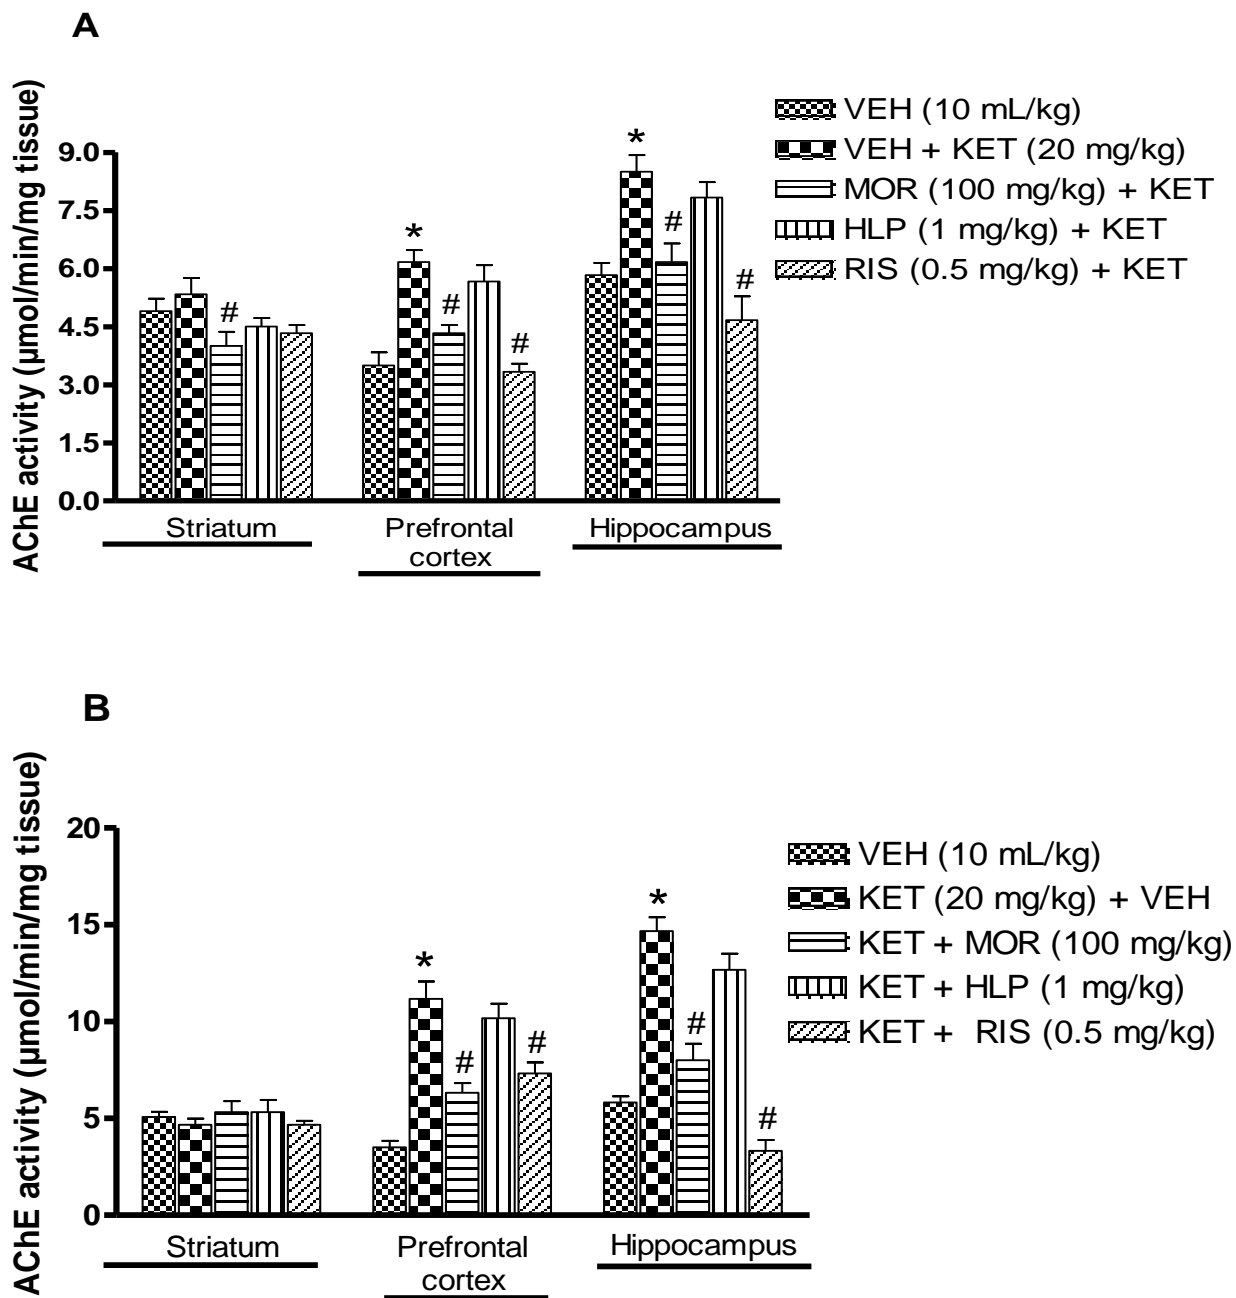 A
AChE activity (µmol/min/mg tissue)
9.0
7.5
6.0
4.5
3.0
1.5
0.0
*
#
*
#
#
*
#
#
Striatum
Prefrontal
cortex
Hippocampus
VEH (10 mL/kg)
VEH + KET (20 mg/kg)
MOR (100 mg/kg) + KET
HLP (1 mg/kg) + KET
RIS (0.5 mg/kg) + KET
B
AChE activity (µmol/min/mg tissue)
20
15
10
5
0
*
#
#
*
#
#
Striatum
Prefrontal
cortex
Hippocampus
VEH (10 mL/kg)
KET (20 mg/kg) + VEH
KET + MOR (100 mg/kg)
KET + HLP (1 mg/kg)
KET + RIS (0.5 mg/kg)